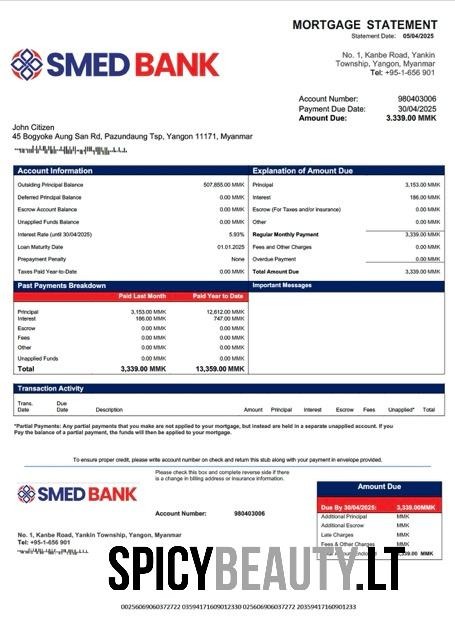 MORTGAGE STATEMENT
Statement Date: 05/04/2025
SMED BANK
No. 1, Kanbe Road, Yankin
Township, Yangon, Myanmar
Tel: +95-1-656 901
Account Number: 980403006
Payment Due Date: 30/04/2025
Amount Due: 3.339.00 MMK
John Citizen
45 Bogyoke Aung San Rd, Pazundaung Tsp, Yangon 11171, Myanmar
Account Information
Outsiding Principal Balance 507,855.00 MMK
Deferred Principal Balance 0.00 MMK
Escrow Account Balance 0.00 MMK
Unapplied Funds Balance 0.00 MMK
Interest Rate (until 30/04/2025) 5.93%
Loan Maturity Date 01.01.2025
Prepayment Penalty None
Taxes Paid Year-to-Date 0.00 MMK
Explanation of Amount Due
Principal 3,153.00 MMK
Interest 186.00 MMK
Escrow (For Taxes and/or insurance) 0.00 MMK
Other 0.00 MMK
Regular Monthly Payment 3,339.00 MMK
Fees and Other Charges 0.00 MMK
Overdue Payment 0.00 MMK
Total Amount Due 3,339.00 MMK
Past Payments Breakdown
Paid Last Month Paid Year to Date
Principal 3,153.00 MMK 12,612.00 MMK
Interest 186.00 MMK 747.00 MMK
Escrow 0.00 MMK 0.00 MMK
Fees 0.00 MMK 0.00 MMK
Other 0.00 MMK 0.00 MMK
Unapplied Funds 0.00 MMK 0.00 MMK
Total 3,339.00 MMK 13,359.00 MMK
Important Messages
Transaction Activity
Trans. Date Due Date Description Amount Principal Interest Escrow Fees Unapplied* Total
*Partial Payments: Any partial payments that you make are not applied to your mortgage, but instead are held in a separate unapplied account. If you
Pay the balance of a partial payment, the funds will then be applied to your mortgage.
To ensure proper credit, please write account number on check and return this stub along with your payment in envelope provided.
Please check this box and complete reverse side if there
is a change in billing address or insurance information.
SMED BANK
Account Number: 980403006
No. 1, Kanbe Road, Yankin Township, Yangon, Myanmar
Tel: +95-1-656 901
Amount Due
Due By 30/04/2025: 3,339.00MMK
Additional Principal MMK
Additional Escrow MMK
Late Charges MMK
Fees & Other Charges MMK
SPICYBEAUTY.LT
0025606906037272​2 035941716090​12330 025606906037272 20359417160901233